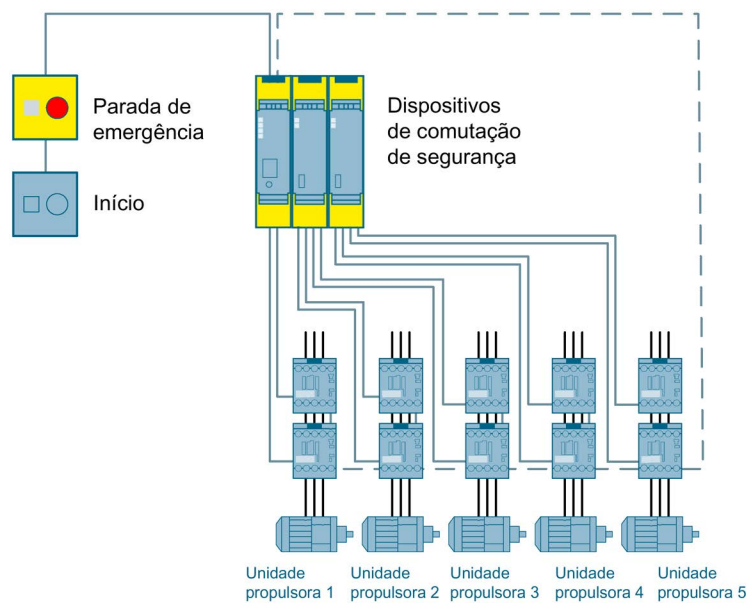 Parada de
emergência
Dispositivos
de comutação
de segurança
Início
Unidade
propulsora 1
Unidade
propulsora 2
Unidade
propulsora 3
Unidade
propulsora 4
Unidade
propulsora 5